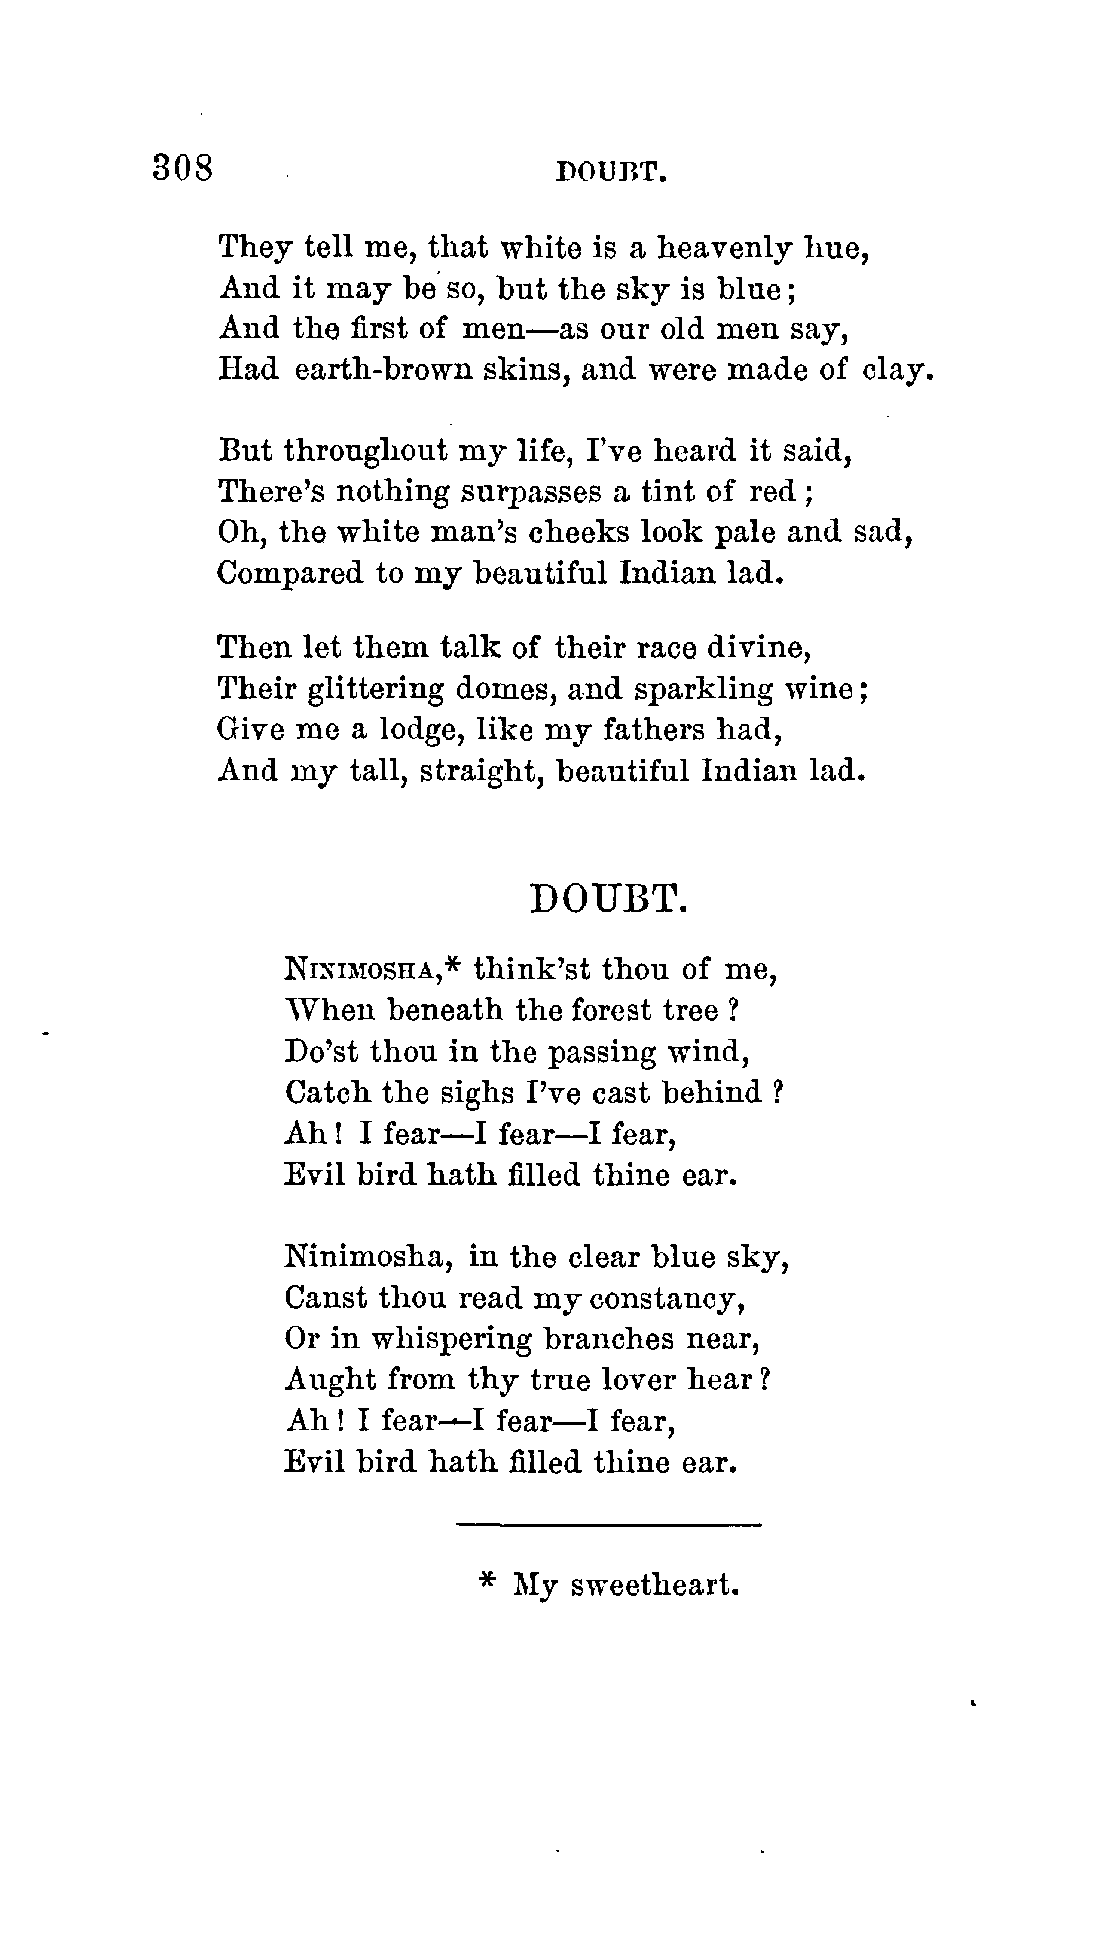 308 DOUBT.
They tell me, that white is a heavenly hue,
And it may be so, but the sky is blue;
And the first of men—as our old men say,
Had earth-brown skins, and were made of clay.
But throughout my life, I've heard it said,
There's nothing surpasses a tint of red;
Oh, the white man's cheeks look pale and sad,
Compared to my beautiful Indian lad.
Then let them talk of their race divine,
Their glittering domes, and sparkling wine;
Give me a lodge, like my fathers had,
And my tall, straight, beautiful Indian lad.
DOUBT.
NINIMOSHA,* think'st thou of me,
When beneath the forest tree?
Do'st thou in the passing wind,
Catch the sighs I've cast behind?
Ah! I fear—I fear—I fear,
Evil bird hath filled thine ear.
Ninimosha, in the clear blue sky,
Canst thou read my constancy,
Or in whispering branches near,
Aught from thy true lover hear?
Ah! I fear—I fear—I fear,
Evil bird hath filled thine ear.
* My sweetheart.